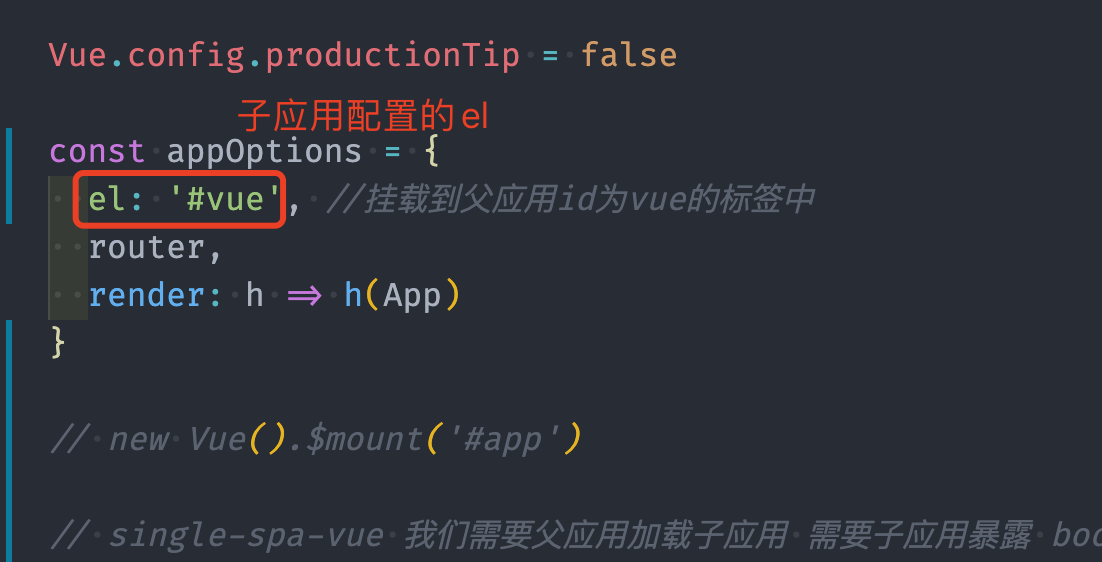 Vue.config.productionTip = false
子应用配置的el
const appOptions = {
el: '#vue', //挂载到父应用id为vue的标签中
router,
render: h => h(App)
}
// new Vue().$mount('#app')
// single-spa-vue 我们需要父应用加载子应用 需要子应用暴露